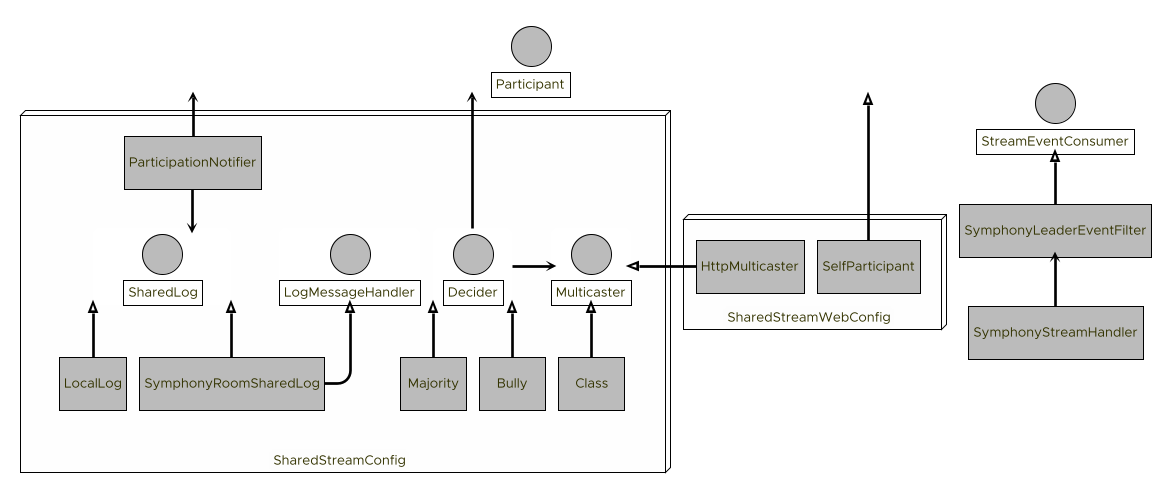 Participant
StreamEventConsumer
ParticipationNotifier
SymphonyLeaderEventFilter
SharedLog
LogMessageHandler
Decider
Multicaster
HttpMulticaster
SelfParticipant
SharedStreamWebConfig
SymphonyStreamHandler
LocalLog
SymphonyRoomSharedLog
Majority
Bully
Class
SharedStreamConfig